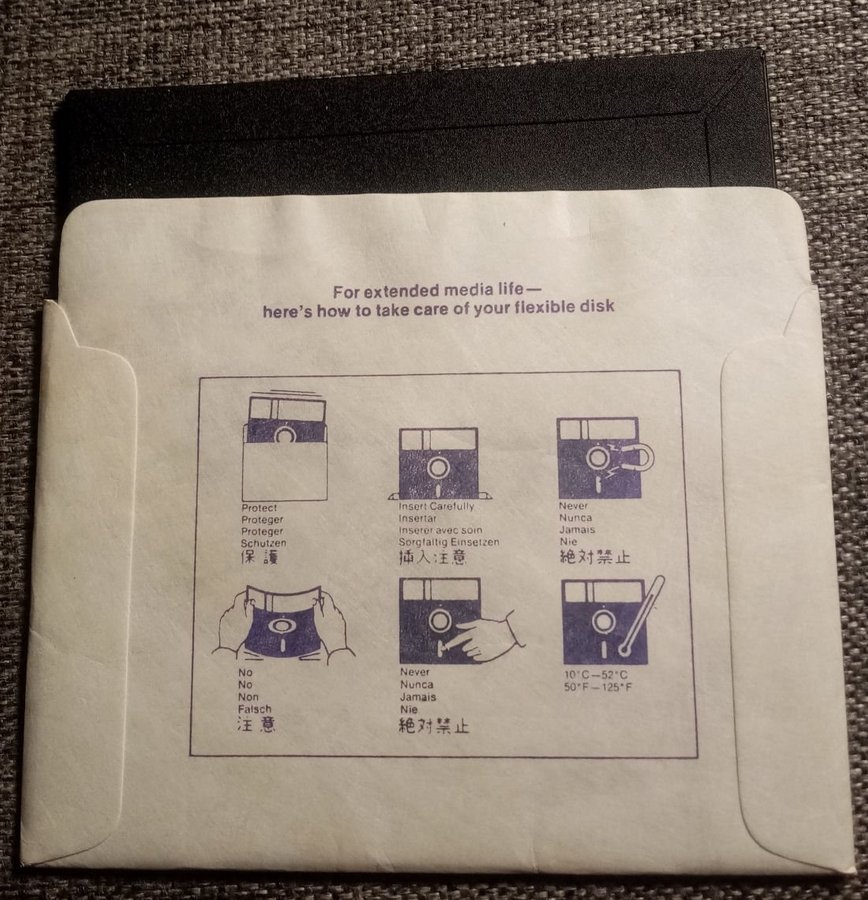 For extended media life—
here's how to take care of your flexible disk
Protect
Proteger
Proteger
Schutzen
保護
Insert Carefully
Insertar
Inserer avec soin
Sorgfaltig Einsetzen
挿入注意
Never
Nunca
Jamais
Nie
絶対禁止
No
No
Non
Falsch
注意
Never
Nunca
Jamais
Nie
絶対禁止
10°C—52°C
50°F—125°F